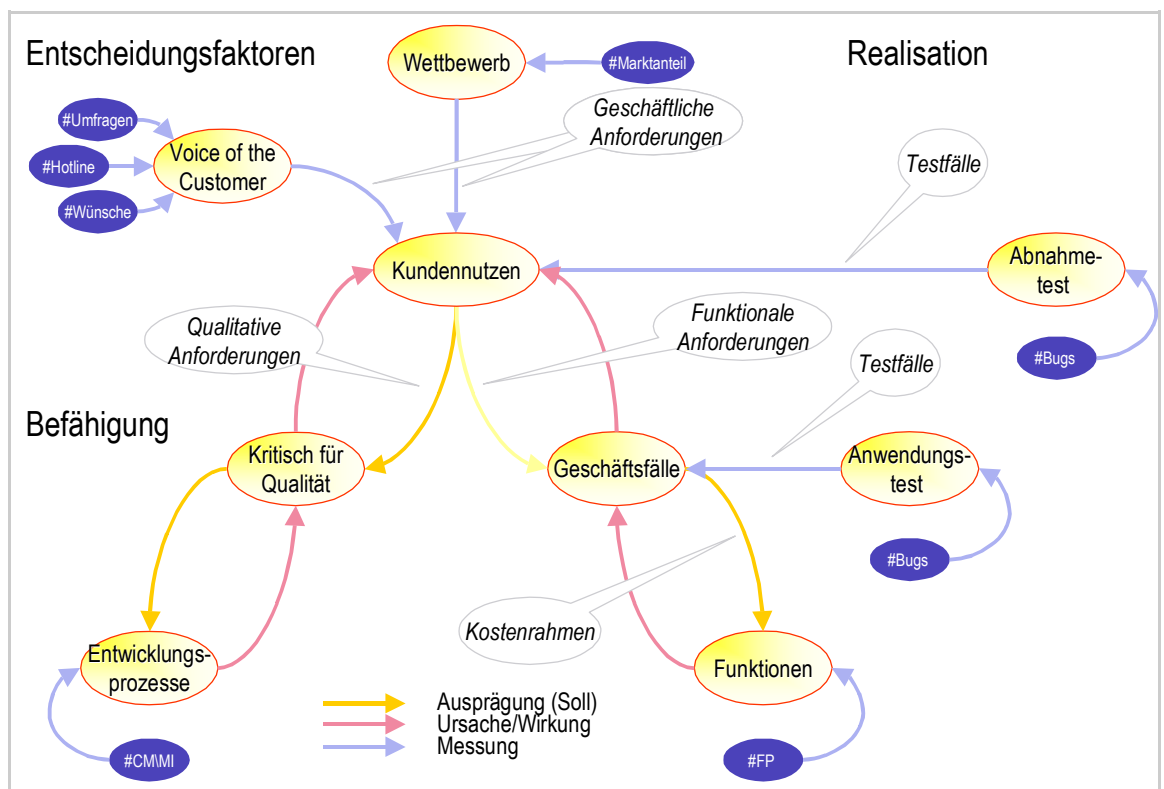 Entscheidungsfaktoren
Wettbewerb
#Marktanteil
Realisation
#Umfragen
#Hotline
#Wünsche
Voice of the
Customer
Geschäftliche
Anforderungen
Testfälle
Kundennutzen
Abnahme-
test
#Bugs
Qualitative
Anforderungen
Funktionale
Anforderungen
Testfälle
Befähigung
Kritisch für
Qualität
Geschäftsfälle
Anwendungs-
test
#Bugs
Kostenrahmen
Entwicklungs-
prozesse
Funktionen
Ausprägung (Soll)
Ursache/Wirkung
Messung
#CM\MI
#FP